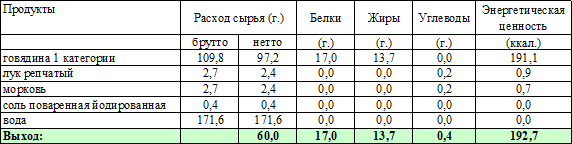 Продукты Расход сырья (г.) Белки Жиры Углеводы Энергетическая ценность
брутто нетто (г.) (г.) (г.) (ккал.)
говядина 1 категории 109,8 97,2 17,0 13,7 0,0 191,1
лук репчатый 2,7 2,4 0,0 0,0 0,2 0,9
морковь 2,7 2,4 0,0 0,0 0,2 0,7
соль поваренная йодированная 0,4 0,4 0,0 0,0 0,0 0,0
вода 171,6 171,6 0,0 0,0 0,0 0,0
Выход: 60,0 17,0 13,7 0,4 192,7